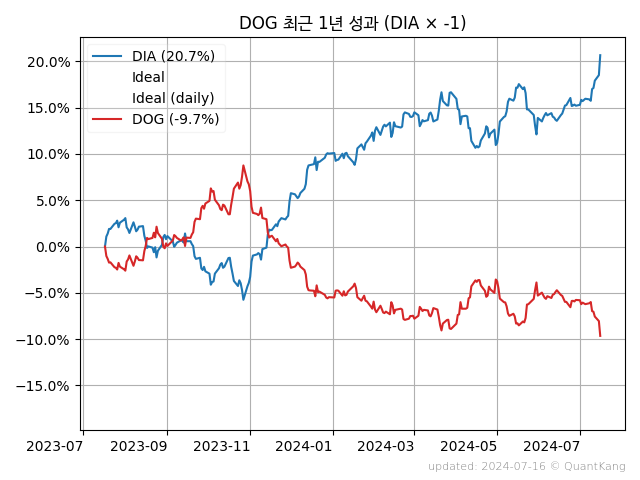 DOG 최근 1년 성과 (DIA × -1)
DIA (20.7%)
Ideal
Ideal (daily)
DOG (-9.7%)
20.0%
15.0%
10.0%
5.0%
0.0%
−5.0%
−10.0%
−15.0%
2023-07 2023-09 2023-11 2024-01 2024-03 2024-05 2024-07
updated: 2024-07-16 © QuantKang